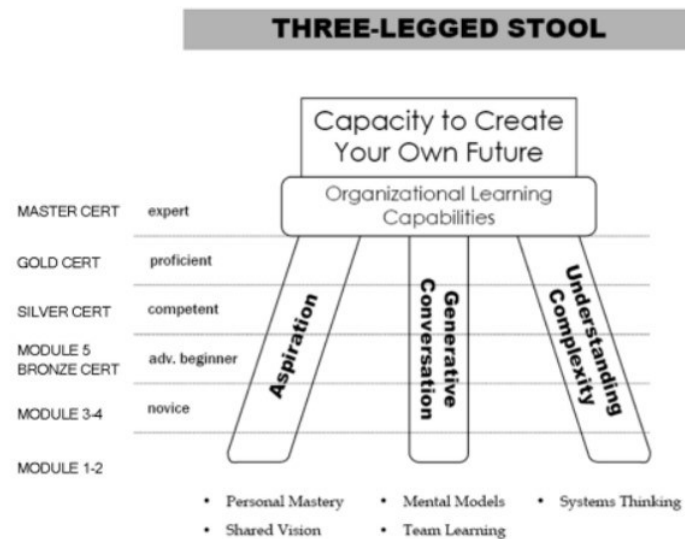 THREE-LEGGED STOOL
Capacity to Create
Your Own Future
Organizational Learning
Capabilities
MASTER CERT expert
GOLD CERT proficient
SILVER CERT competent
MODULE 5
BRONZE CERT adv. beginner
MODULE 3-4 novice
MODULE 1-2
Aspiration
Generative
Conversation
Understanding
Complexity
• Personal Mastery • Mental Models • Systems Thinking
• Shared Vision • Team Learning